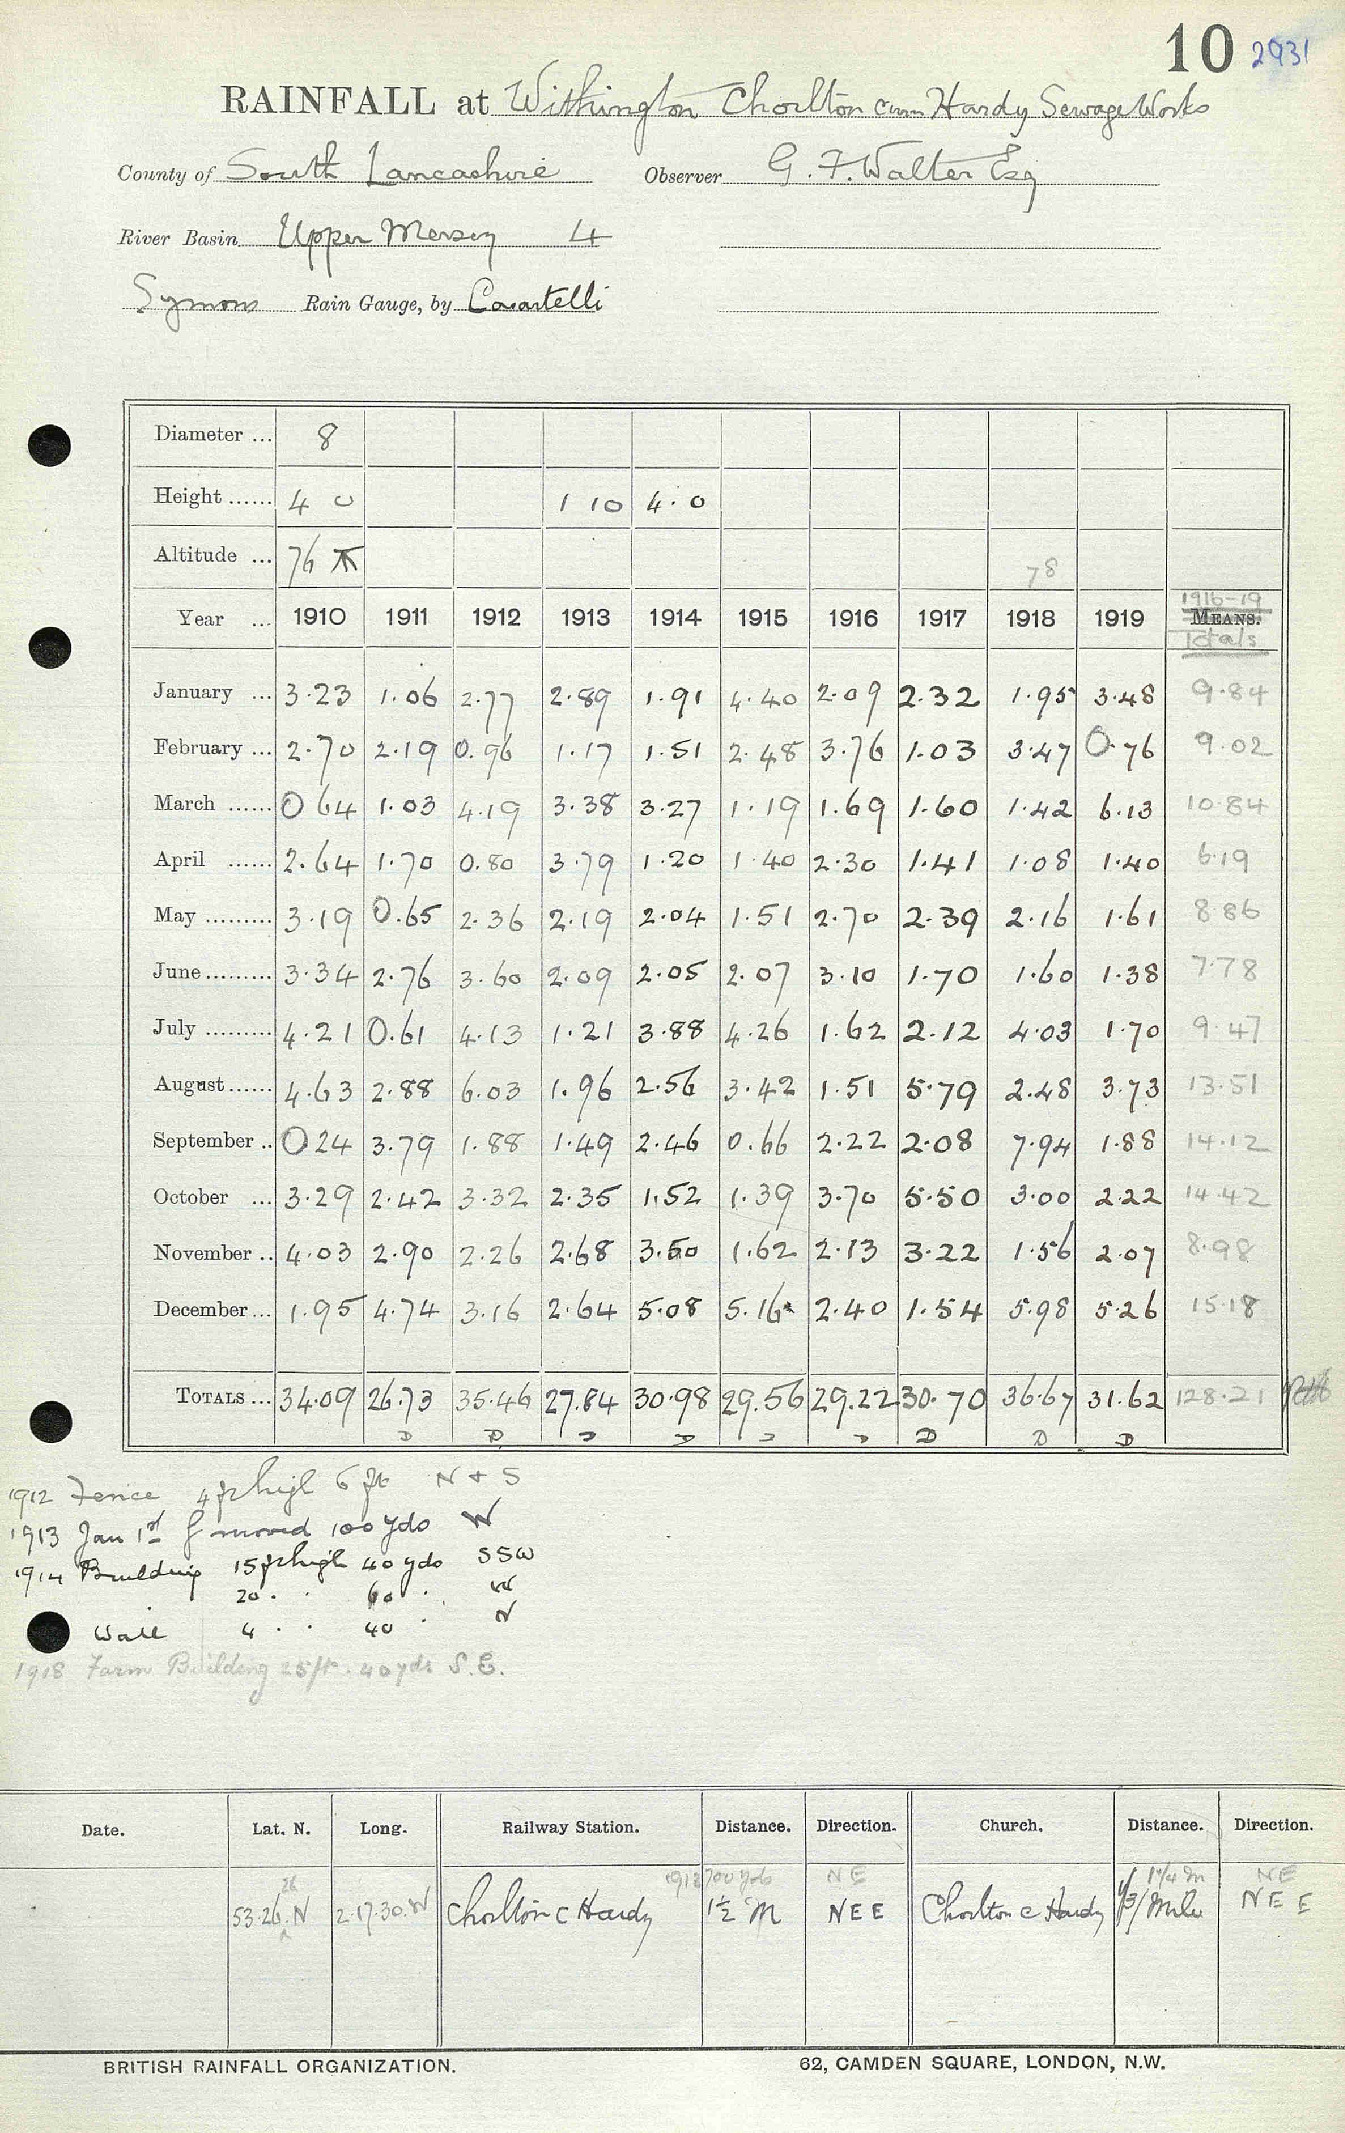 10 2931
RAINFALL at Withington Chorlton cum Hardy Sewage Works
County of South Lancashire Observer G. F. Walter Esq
River Basin Upper Mersey 4
Symons Rain Gauge, by Casartelli
Diameter ... 8
Height ...... 4 0 1 10 4.0
Altitude ... 76 78
Year ... 1910 1911 1912 1913 1914 1915 1916 1917 1918 1919 1916-19 MEANS. Totals
January ... 3.23 1.06 2.77 2.89 1.91 4.40 2.09 2.32 1.95 3.48 9.84
February ... 2.70 2.19 0.96 1.17 1.51 2.48 3.76 1.03 3.47 0.76 9.02
March ...... 0 64 1.03 4.19 3.38 3.27 1.19 1.69 1.60 1.42 6.13 10.84
April ...... 2.64 1.70 0.80 3.79 1.20 1.40 2.30 1.41 1.08 1.40 6.19
May ......... 3.19 0.65 2.36 2.19 2.04 1.51 2.70 2.39 2.16 1.61 8.86
June ......... 3.34 2.76 3.60 2.09 2.05 2.07 3.10 1.70 1.60 1.38 7.78
July ......... 4.21 0.61 4.13 1.21 3.88 4.26 1.62 2.12 4.03 1.70 9.47
August ...... 4.63 2.88 6.03 1.96 2.56 3.42 1.51 5.79 2.48 3.73 13.51
September .. 0 24 3.79 1.88 1.49 2.46 0.66 2.22 2.08 7.94 1.88 14.12
October ... 3.29 2.42 3.32 2.35 1.52 1.39 3.70 5.50 3.00 2.22 14.42
November .. 4.03 2.90 2.26 2.68 3.50 1.62 2.13 3.22 1.56 2.07 8.98
December ... 1.95 4.74 3.16 2.64 5.08 5.16 2.40 1.54 5.98 5.26 15.18
TOTALS ... 34.09 26.73 35.46 27.84 30.98 29.56 29.22 30.70 36.67 31.62 128.21
D D D D D D D D D
1912 Fence 4 ft high 6 ft N + S
1913 Jan 1st g moved 100 yds W
1914 Building 15 ft high 40 yds SSW
20 . . 60 . W
Wall 4 . . 40 . N
1918 Farm Building 25 ft. 40 yds S.E.
Date. Lat. N. Long. Railway Station. Distance. Direction. Church. Distance. Direction.
28 1913 700 yds NE 1 1/4 m NE
53.26.N 2.17.30.W Chorlton c Hardy 1½ M NEE Chorlton c Hardy 1/3/ Mile NEE
BRITISH RAINFALL ORGANIZATION. 62, CAMDEN SQUARE, LONDON, N.W.